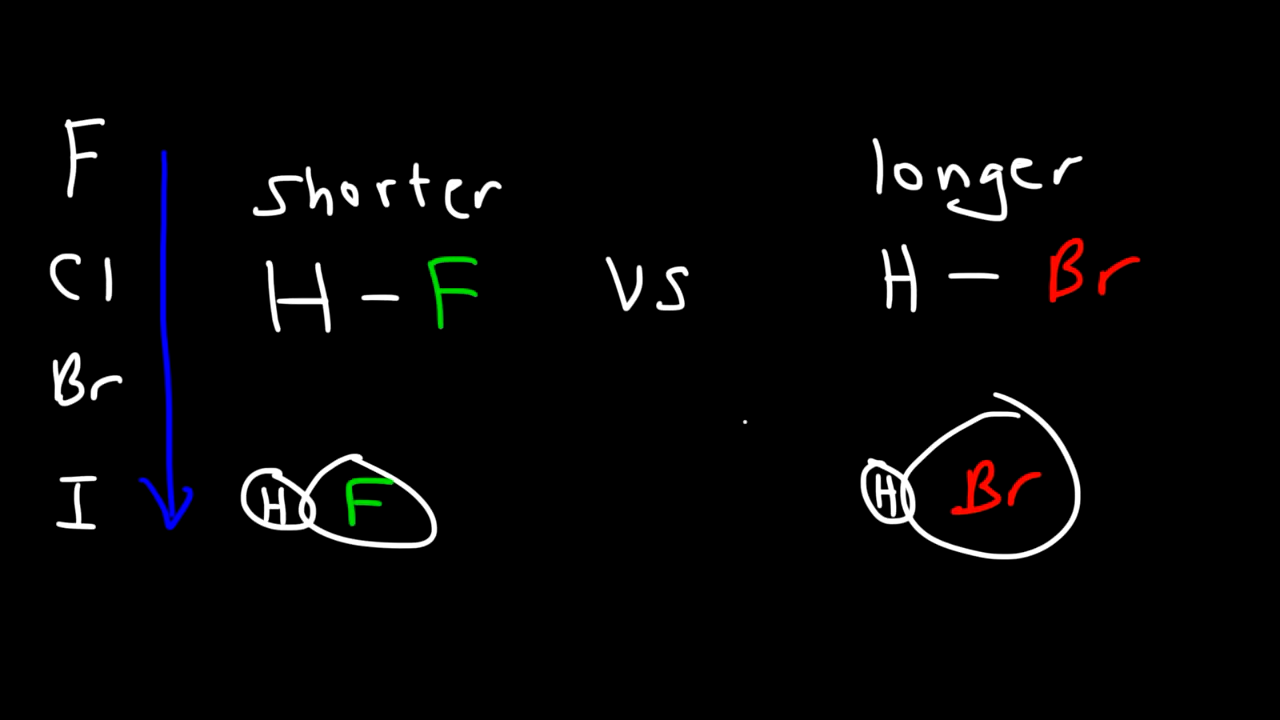 F
Cl
Br
I
shorter
H - F
vs
longer
H - Br
H F
H Br